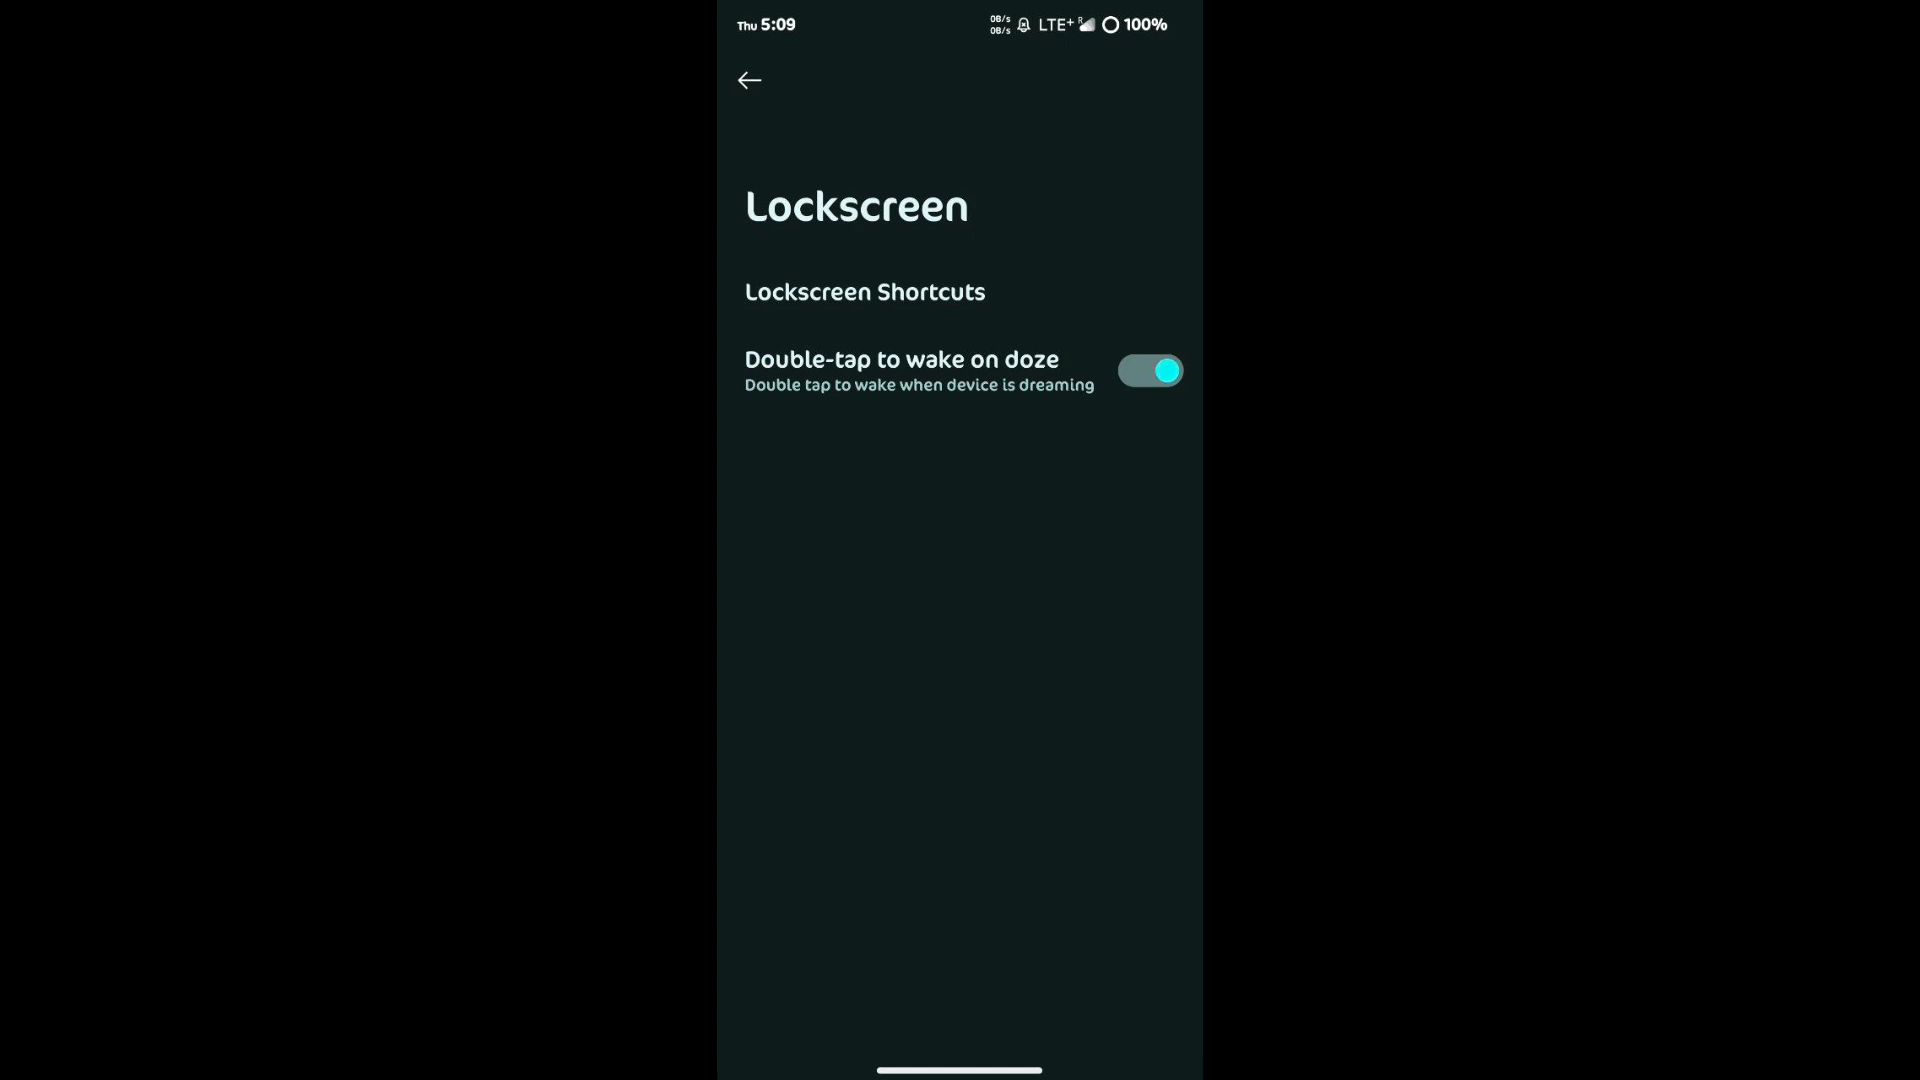 Thu 5:09
0B/s
0B/s
LTE+ R 100%
Lockscreen
Lockscreen Shortcuts
Double-tap to wake on doze
Double tap to wake when device is dreaming